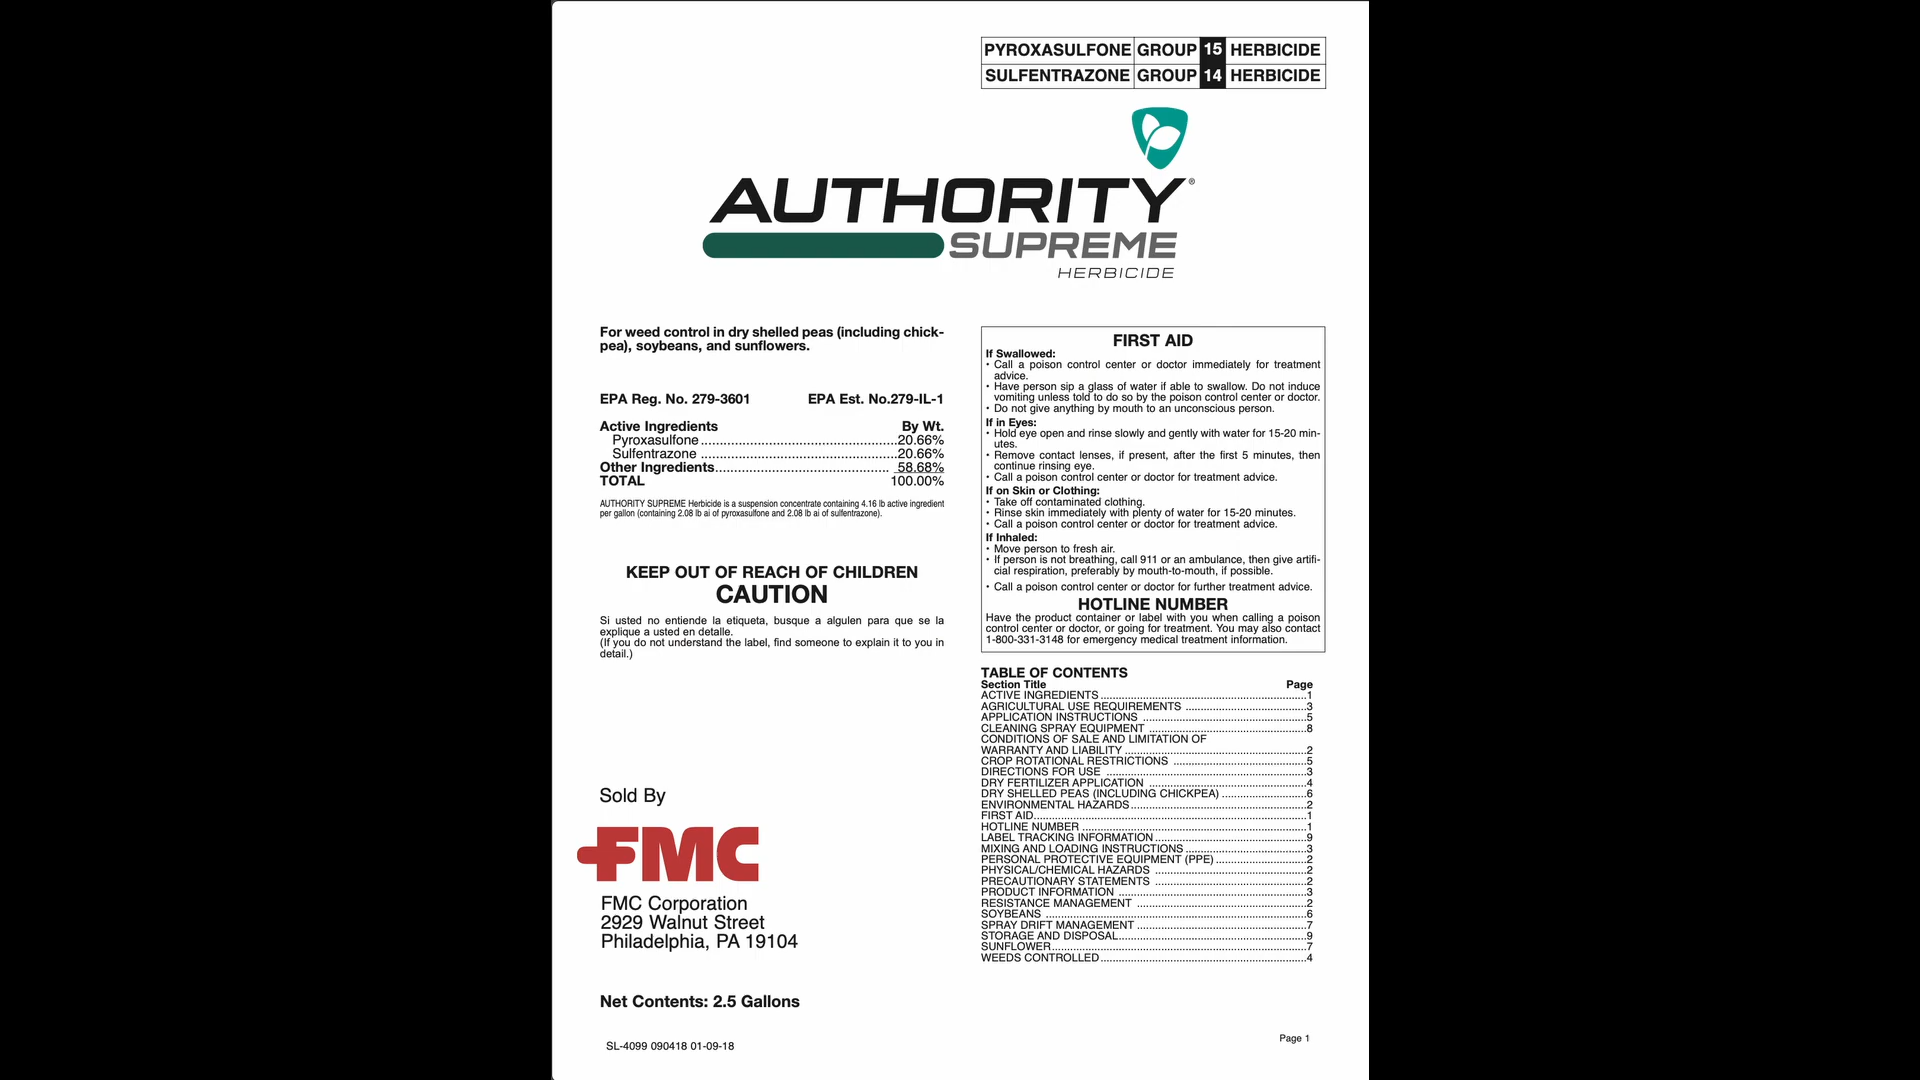 PYROXASULFONE GROUP 15 HERBICIDE
SULFENTRAZONE GROUP 14 HERBICIDE
AUTHORITY®
SUPREME
HERBICIDE
For weed control in dry shelled peas (including chick-
pea), soybeans, and sunflowers.
EPA Reg. No. 279-3601 EPA Est. No.279-IL-1
Active Ingredients By Wt.
Pyroxasulfone....................................................20.66%
Sulfentrazone ....................................................20.66%
Other Ingredients.............................................. 58.68%
TOTAL 100.00%
AUTHORITY SUPREME Herbicide is a suspension concentrate containing 4.16 lb active ingredient
per gallon (containing 2.08 lb ai of pyroxasulfone and 2.08 lb ai of sulfentrazone).
KEEP OUT OF REACH OF CHILDREN
CAUTION
Si usted no entiende la etiqueta, busque a alguien para que se la
explique a usted en detalle.
(If you do not understand the label, find someone to explain it to you in
detail.)
Sold By
FMC
FMC Corporation
2929 Walnut Street
Philadelphia, PA 19104
Net Contents: 2.5 Gallons
SL-4099 090418 01-09-18
FIRST AID
If Swallowed:
• Call a poison control center or doctor immediately for treatment
advice.
• Have person sip a glass of water if able to swallow. Do not induce
vomiting unless told to do so by the poison control center or doctor.
• Do not give anything by mouth to an unconscious person.
If in Eyes:
• Hold eye open and rinse slowly and gently with water for 15-20 min-
utes.
• Remove contact lenses, if present, after the first 5 minutes, then
continue rinsing eye.
• Call a poison control center or doctor for treatment advice.
If on Skin or Clothing:
• Take off contaminated clothing.
• Rinse skin immediately with plenty of water for 15-20 minutes.
• Call a poison control center or doctor for treatment advice.
If Inhaled:
• Move person to fresh air.
• If person is not breathing, call 911 or an ambulance, then give artifi-
cial respiration, preferably by mouth-to-mouth, if possible.
• Call a poison control center or doctor for further treatment advice.
HOTLINE NUMBER
Have the product container or label with you when calling a poison
control center or doctor, or going for treatment. You may also contact
1-800-331-3148 for emergency medical treatment information.
TABLE OF CONTENTS
Section Title Page
ACTIVE INGREDIENTS....................................................................1
AGRICULTURAL USE REQUIREMENTS ........................................3
APPLICATION INSTRUCTIONS ......................................................5
CLEANING SPRAY EQUIPMENT ....................................................8
CONDITIONS OF SALE AND LIMITATION OF
WARRANTY AND LIABILITY ............................................................2
CROP ROTATIONAL RESTRICTIONS ............................................5
DIRECTIONS FOR USE ..................................................................3
DRY FERTILIZER APPLICATION ....................................................4
DRY SHELLED PEAS (INCLUDING CHICKPEA) ............................6
ENVIRONMENTAL HAZARDS..........................................................2
FIRST AID..........................................................................................1
HOTLINE NUMBER ..........................................................................1
LABEL TRACKING INFORMATION..................................................9
MIXING AND LOADING INSTRUCTIONS........................................3
PERSONAL PROTECTIVE EQUIPMENT (PPE)..............................2
PHYSICAL/CHEMICAL HAZARDS ..................................................2
PRECAUTIONARY STATEMENTS ..................................................2
PRODUCT INFORMATION ..............................................................3
RESISTANCE MANAGEMENT ........................................................2
SOYBEANS ......................................................................................6
SPRAY DRIFT MANAGEMENT........................................................7
STORAGE AND DISPOSAL..............................................................9
SUNFLOWER....................................................................................7
WEEDS CONTROLLED....................................................................4
Page 1